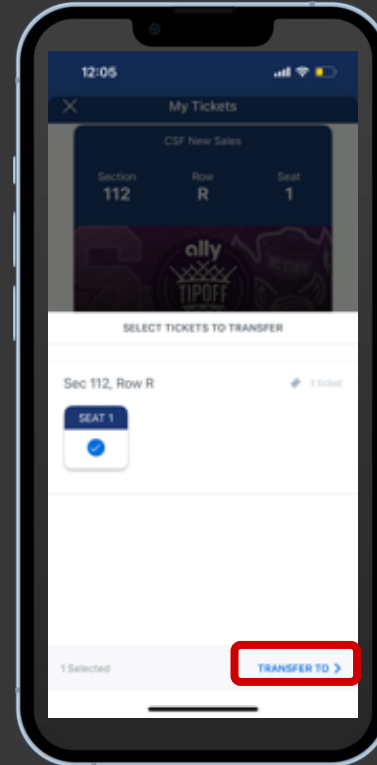 12:05
My Tickets
CSF New Sales
Section Row Seat
112 R 1
ally
TIPOFF
SELECT TICKETS TO TRANSFER
Sec 112, Row R 1 ticket
SEAT 1
1 Selected TRANSFER TO